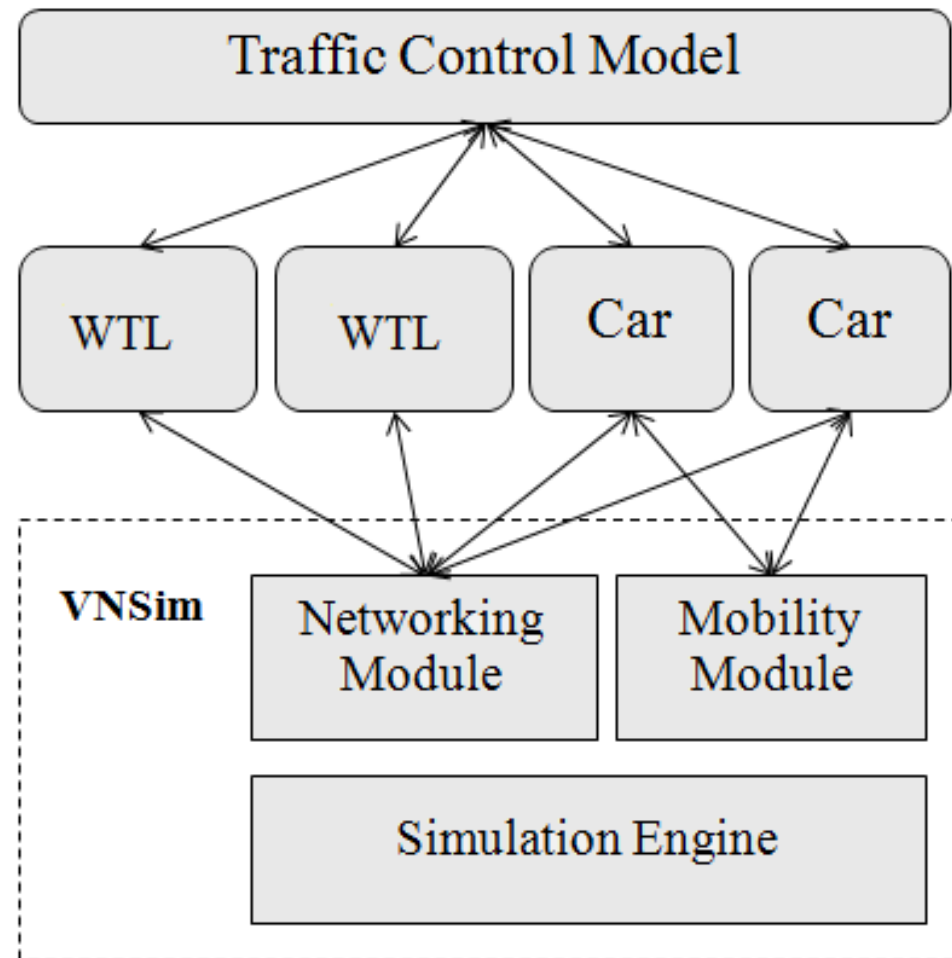 Traffic Control Model
WTL
WTL
Car
Car
VNSim
Networking
Module
Mobility
Module
Simulation Engine